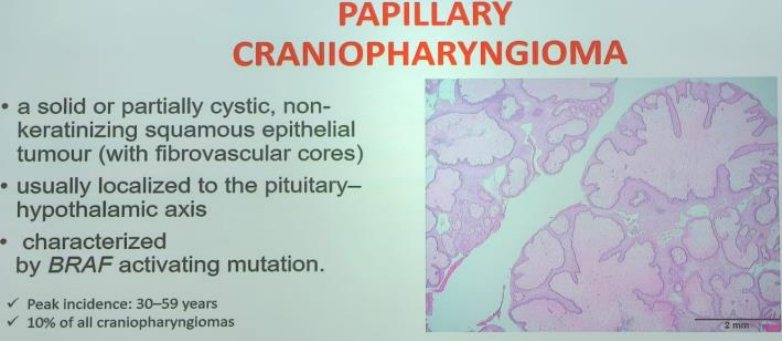 PAPILLARY
CRANIOPHARYNGIOMA
• a solid or partially cystic, non-
keratinizing squamous epithelial
tumour (with fibrovascular cores)
• usually localized to the pituitary–
hypothalamic axis
• characterized
by BRAF activating mutation.
✓ Peak incidence: 30–59 years
✓ 10% of all craniopharyngiomas
2 mm